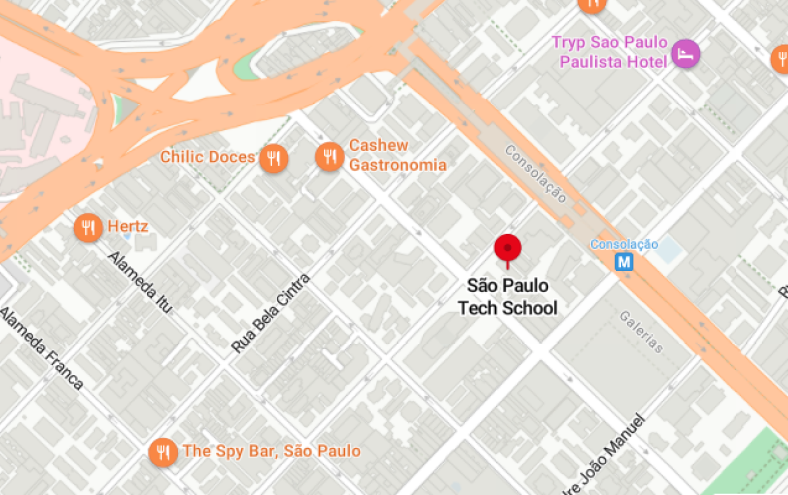 Tryp Sao Paulo
Paulista Hotel
Cashew
Gastronomia
Chilic Doces
Consolação
Hertz
Consolação
M
Alameda Itu
São Paulo
Tech School
Rua Bela Cintra
Galerias
Alameda Franca
dre João Manuel
The Spy Bar, São Paulo